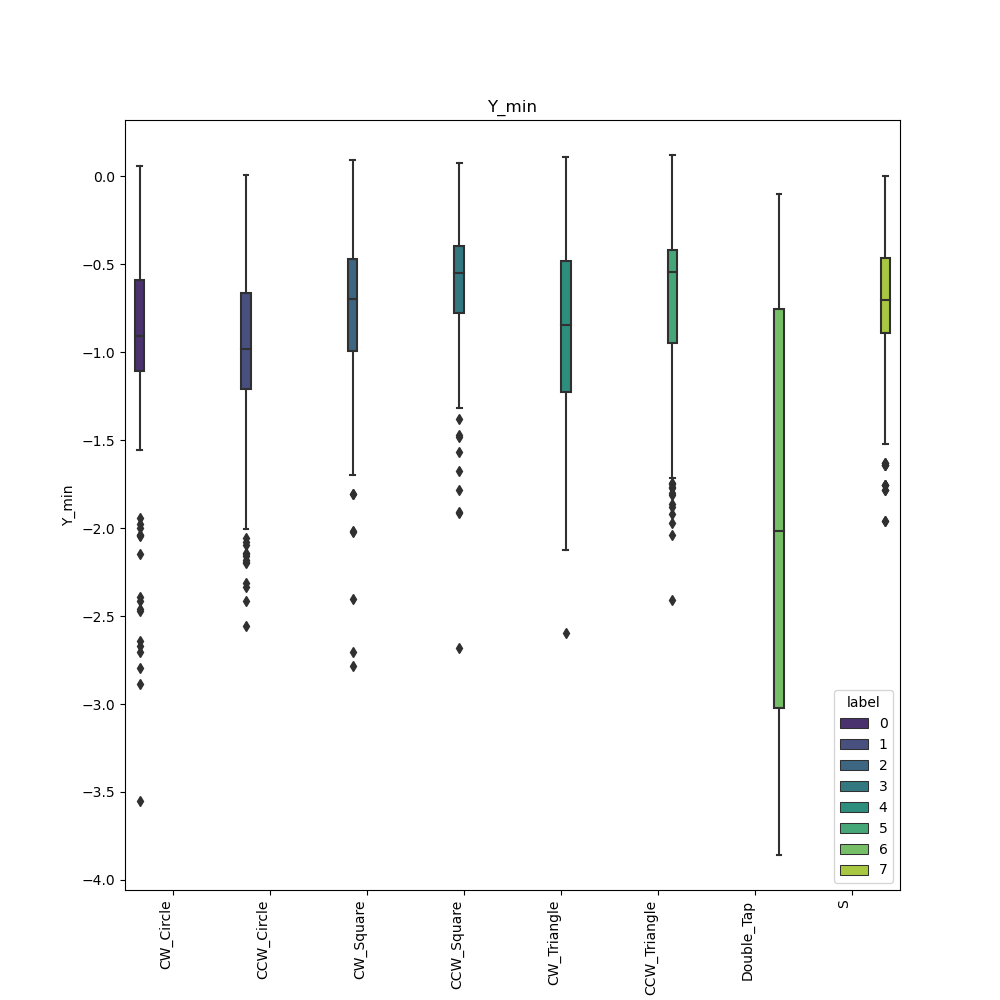 Y_min
0.0
−0.5
−1.0
−1.5
−2.0
−2.5
−3.0
−3.5
−4.0
Y_min
label
0
1
2
3
4
5
6
7
CW_Circle
CCW_Circle
CW_Square
CCW_Square
CW_Triangle
CCW_Triangle
Double_Tap
S